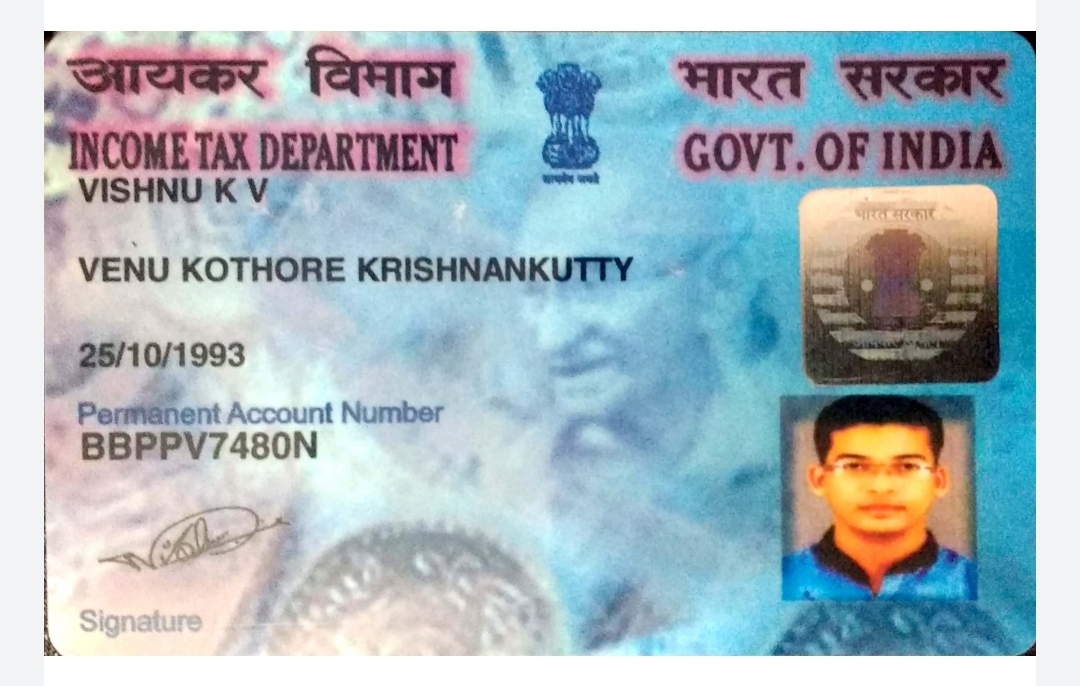 आयकर विभाग
भारत सरकार
INCOME TAX DEPARTMENT
GOVT. OF INDIA
सत्यमेव जयते
VISHNU K V
भारत सरकार
VENU KOTHORE KRISHNANKUTTY
25/10/1993
Permanent Account Number
BBPPV7480N
Signature